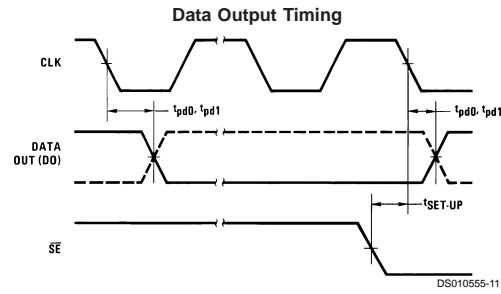 Data Output Timing
CLK
tpd0, tpd1
tpd0, tpd1
DATA
OUT (DO)
tSET-UP
SE
DS010555-11